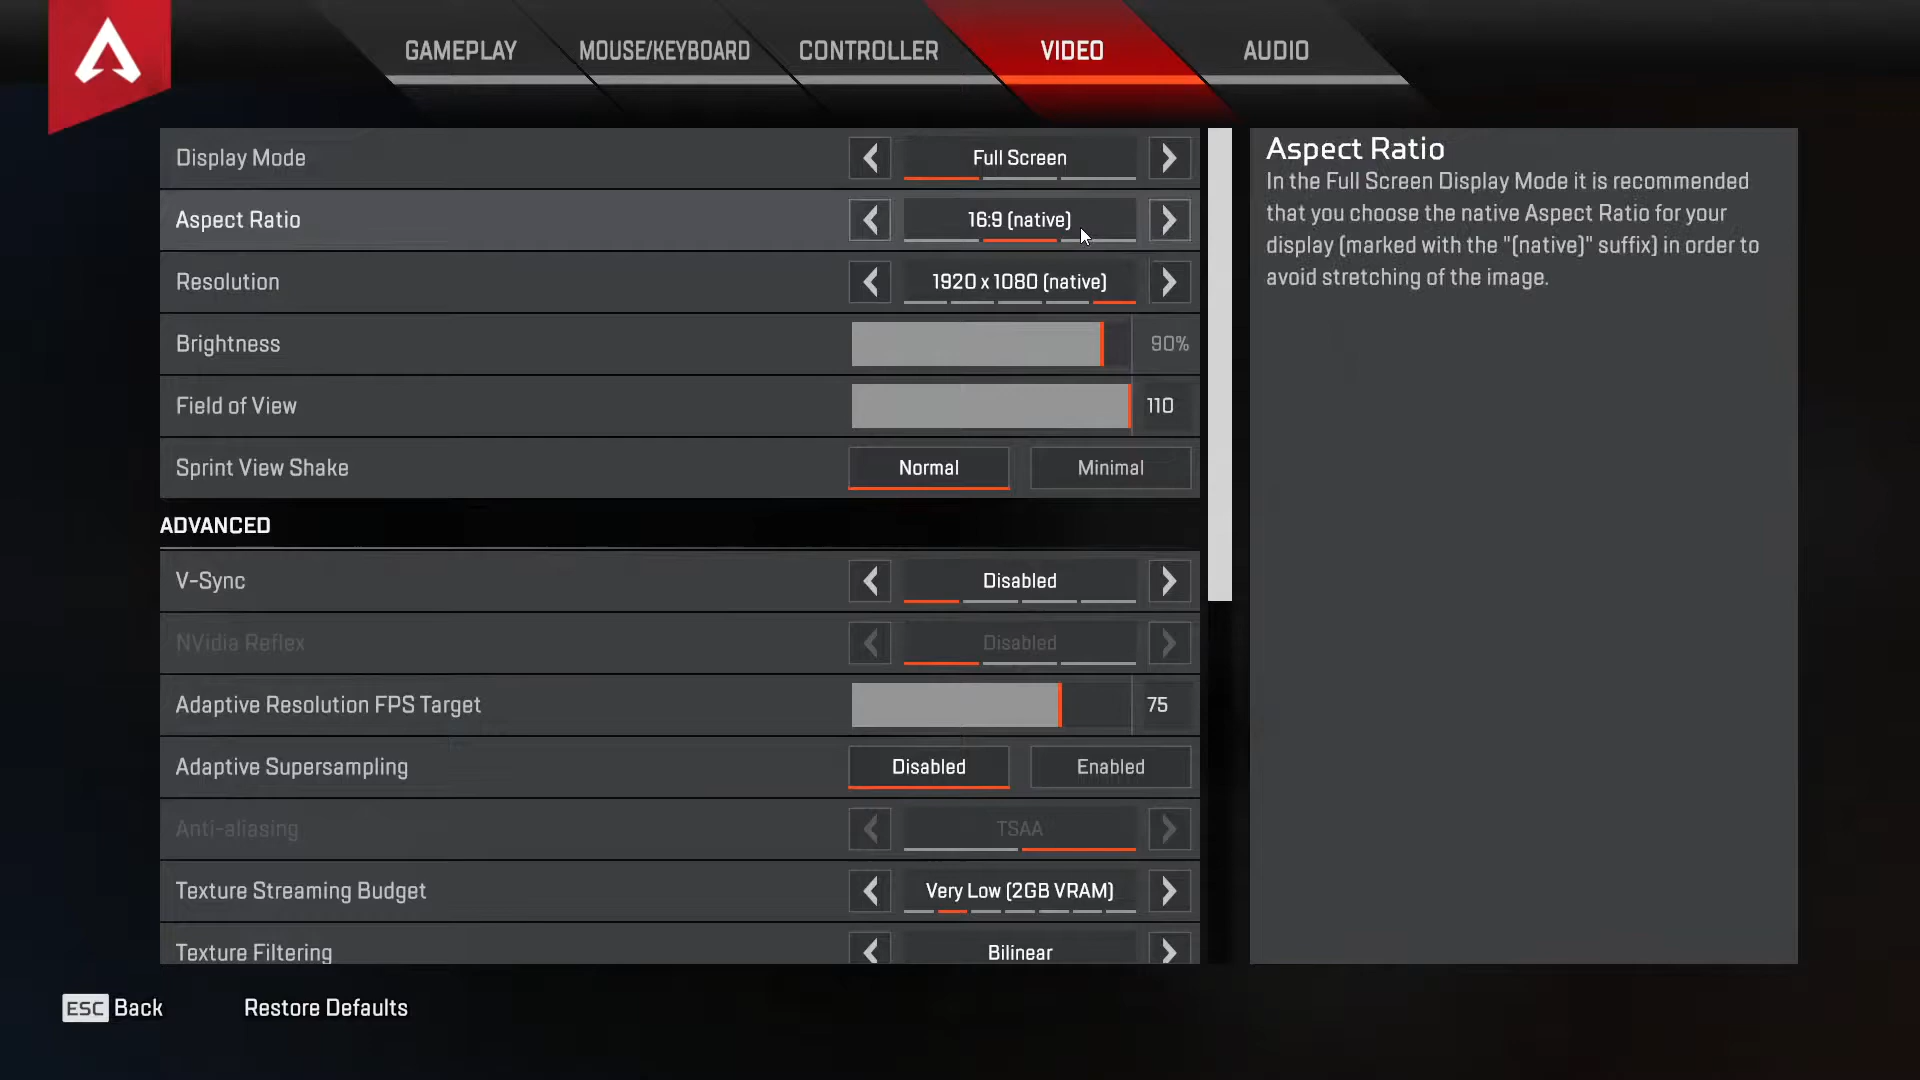 GAMEPLAY MOUSE/KEYBOARD CONTROLLER VIDEO AUDIO
Display Mode Full Screen
Aspect Ratio 16:9 (native)
Resolution 1920 x 1080 (native)
Brightness 90%
Field of View 110
Sprint View Shake Normal Minimal
ADVANCED
V-Sync Disabled
NVidia Reflex Disabled
Adaptive Resolution FPS Target 75
Adaptive Supersampling Disabled Enabled
Anti-aliasing TSAA
Texture Streaming Budget Very Low (2GB VRAM)
Texture Filtering Bilinear
Aspect Ratio
In the Full Screen Display Mode it is recommended
that you choose the native Aspect Ratio for your
display (marked with the "(native)" suffix) in order to
avoid stretching of the image.
ESC Back Restore Defaults